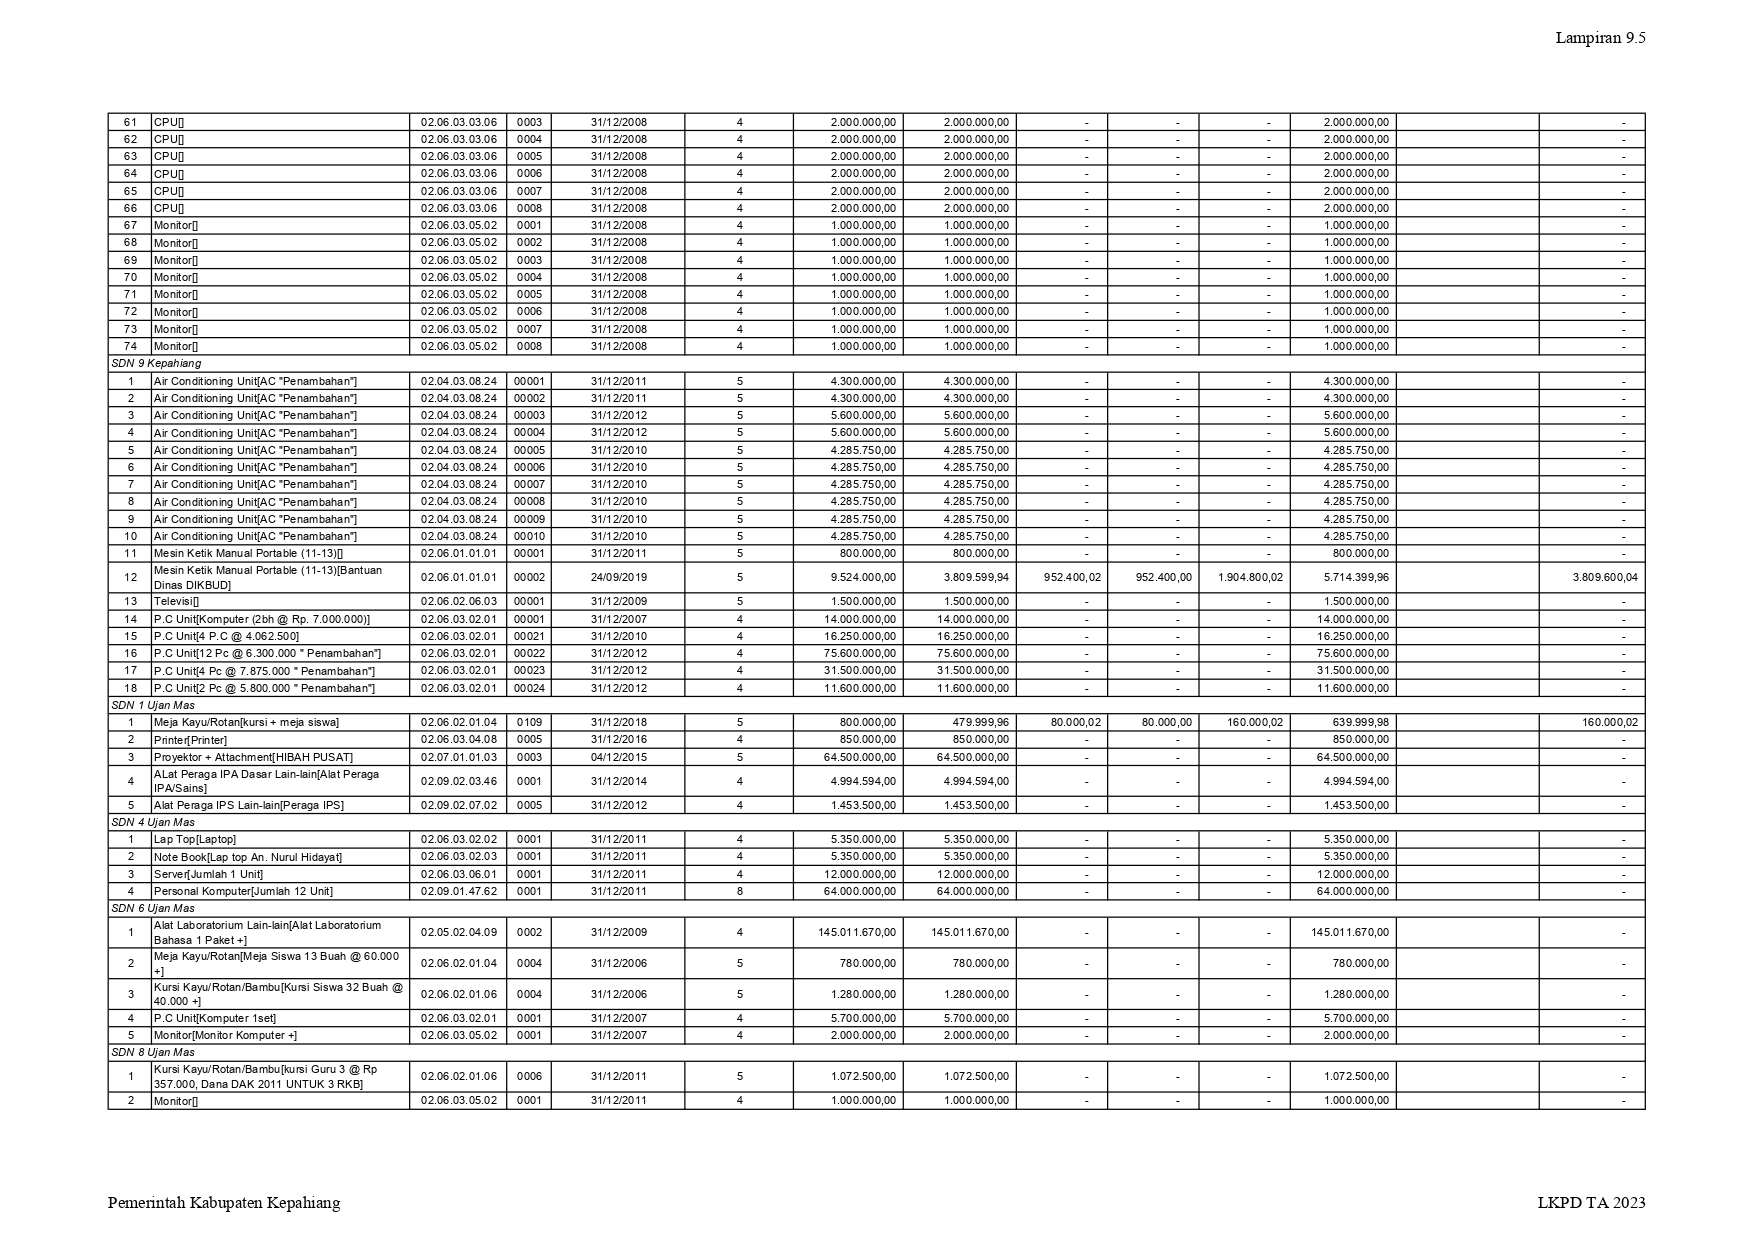 Lampiran 9.5
61 CPU[] 02.06.03.03.06 0003 31/12/2008 4 2.000.000,00 2.000.000,00 - - - 2.000.000,00 -
62 CPU[] 02.06.03.03.06 0004 31/12/2008 4 2.000.000,00 2.000.000,00 - - - 2.000.000,00 -
63 CPU[] 02.06.03.03.06 0005 31/12/2008 4 2.000.000,00 2.000.000,00 - - - 2.000.000,00 -
64 CPU[] 02.06.03.03.06 0006 31/12/2008 4 2.000.000,00 2.000.000,00 - - - 2.000.000,00 -
65 CPU[] 02.06.03.03.06 0007 31/12/2008 4 2.000.000,00 2.000.000,00 - - - 2.000.000,00 -
66 CPU[] 02.06.03.03.06 0008 31/12/2008 4 2.000.000,00 2.000.000,00 - - - 2.000.000,00 -
67 Monitor[] 02.06.03.05.02 0001 31/12/2008 4 1.000.000,00 1.000.000,00 - - - 1.000.000,00 -
68 Monitor[] 02.06.03.05.02 0002 31/12/2008 4 1.000.000,00 1.000.000,00 - - - 1.000.000,00 -
69 Monitor[] 02.06.03.05.02 0003 31/12/2008 4 1.000.000,00 1.000.000,00 - - - 1.000.000,00 -
70 Monitor[] 02.06.03.05.02 0004 31/12/2008 4 1.000.000,00 1.000.000,00 - - - 1.000.000,00 -
71 Monitor[] 02.06.03.05.02 0005 31/12/2008 4 1.000.000,00 1.000.000,00 - - - 1.000.000,00 -
72 Monitor[] 02.06.03.05.02 0006 31/12/2008 4 1.000.000,00 1.000.000,00 - - - 1.000.000,00 -
73 Monitor[] 02.06.03.05.02 0007 31/12/2008 4 1.000.000,00 1.000.000,00 - - - 1.000.000,00 -
74 Monitor[] 02.06.03.05.02 0008 31/12/2008 4 1.000.000,00 1.000.000,00 - - - 1.000.000,00 -
SDN 9 Kepahiang
1 Air Conditioning Unit[AC "Penambahan"] 02.04.03.08.24 00001 31/12/2011 5 4.300.000,00 4.300.000,00 - - - 4.300.000,00 -
2 Air Conditioning Unit[AC "Penambahan"] 02.04.03.08.24 00002 31/12/2011 5 4.300.000,00 4.300.000,00 - - - 4.300.000,00 -
3 Air Conditioning Unit[AC "Penambahan"] 02.04.03.08.24 00003 31/12/2012 5 5.600.000,00 5.600.000,00 - - - 5.600.000,00 -
4 Air Conditioning Unit[AC "Penambahan"] 02.04.03.08.24 00004 31/12/2012 5 5.600.000,00 5.600.000,00 - - - 5.600.000,00 -
5 Air Conditioning Unit[AC "Penambahan"] 02.04.03.08.24 00005 31/12/2010 5 4.285.750,00 4.285.750,00 - - - 4.285.750,00 -
6 Air Conditioning Unit[AC "Penambahan"] 02.04.03.08.24 00006 31/12/2010 5 4.285.750,00 4.285.750,00 - - - 4.285.750,00 -
7 Air Conditioning Unit[AC "Penambahan"] 02.04.03.08.24 00007 31/12/2010 5 4.285.750,00 4.285.750,00 - - - 4.285.750,00 -
8 Air Conditioning Unit[AC "Penambahan"] 02.04.03.08.24 00008 31/12/2010 5 4.285.750,00 4.285.750,00 - - - 4.285.750,00 -
9 Air Conditioning Unit[AC "Penambahan"] 02.04.03.08.24 00009 31/12/2010 5 4.285.750,00 4.285.750,00 - - - 4.285.750,00 -
10 Air Conditioning Unit[AC "Penambahan"] 02.04.03.08.24 00010 31/12/2010 5 4.285.750,00 4.285.750,00 - - - 4.285.750,00 -
11 Mesin Ketik Manual Portable (11-13)[] 02.06.01.01.01 00001 31/12/2011 5 800.000,00 800.000,00 - - - 800.000,00 -
12 Mesin Ketik Manual Portable (11-13)[Bantuan
Dinas DIKBUD] 02.06.01.01.01 00002 24/09/2019 5 9.524.000,00 3.809.599,94 952.400,02 952.400,00 1.904.800,02 5.714.399,96 3.809.600,04
13 Televisi[] 02.06.02.06.03 00001 31/12/2009 5 1.500.000,00 1.500.000,00 - - - 1.500.000,00 -
14 P.C Unit[Komputer (2bh @ Rp. 7.000.000)] 02.06.03.02.01 00001 31/12/2007 4 14.000.000,00 14.000.000,00 - - - 14.000.000,00 -
15 P.C Unit[4 P.C @ 4.062.500] 02.06.03.02.01 00021 31/12/2010 4 16.250.000,00 16.250.000,00 - - - 16.250.000,00 -
16 P.C Unit[12 Pc @ 6.300.000 " Penambahan"] 02.06.03.02.01 00022 31/12/2012 4 75.600.000,00 75.600.000,00 - - - 75.600.000,00 -
17 P.C Unit[4 Pc @ 7.875.000 " Penambahan"] 02.06.03.02.01 00023 31/12/2012 4 31.500.000,00 31.500.000,00 - - - 31.500.000,00 -
18 P.C Unit[2 Pc @ 5.800.000 " Penambahan"] 02.06.03.02.01 00024 31/12/2012 4 11.600.000,00 11.600.000,00 - - - 11.600.000,00 -
SDN 1 Ujan Mas
1 Meja Kayu/Rotan[kursi + meja siswa] 02.06.02.01.04 0109 31/12/2018 5 800.000,00 479.999,96 80.000,02 80.000,00 160.000,02 639.999,98 160.000,02
2 Printer[Printer] 02.06.03.04.08 0005 31/12/2016 4 850.000,00 850.000,00 - - - 850.000,00 -
3 Proyektor + Attachment[HIBAH PUSAT] 02.07.01.01.03 0003 04/12/2015 5 64.500.000,00 64.500.000,00 - - - 64.500.000,00 -
4 ALat Peraga IPA Dasar Lain-lain[Alat Peraga
IPA/Sains] 02.09.02.03.46 0001 31/12/2014 4 4.994.594,00 4.994.594,00 - - - 4.994.594,00 -
5 Alat Peraga IPS Lain-lain[Peraga IPS] 02.09.02.07.02 0005 31/12/2012 4 1.453.500,00 1.453.500,00 - - - 1.453.500,00 -
SDN 4 Ujan Mas
1 Lap Top[Laptop] 02.06.03.02.02 0001 31/12/2011 4 5.350.000,00 5.350.000,00 - - - 5.350.000,00 -
2 Note Book[Lap top An. Nurul Hidayat] 02.06.03.02.03 0001 31/12/2011 4 5.350.000,00 5.350.000,00 - - - 5.350.000,00 -
3 Server[Jumlah 1 Unit] 02.06.03.06.01 0001 31/12/2011 4 12.000.000,00 12.000.000,00 - - - 12.000.000,00 -
4 Personal Komputer[Jumlah 12 Unit] 02.09.01.47.62 0001 31/12/2011 8 64.000.000,00 64.000.000,00 - - - 64.000.000,00 -
SDN 6 Ujan Mas
1 Alat Laboratorium Lain-lain[Alat Laboratorium
Bahasa 1 Paket +] 02.05.02.04.09 0002 31/12/2009 4 145.011.670,00 145.011.670,00 - - - 145.011.670,00 -
2 Meja Kayu/Rotan[Meja Siswa 13 Buah @ 60.000
+] 02.06.02.01.04 0004 31/12/2006 5 780.000,00 780.000,00 - - - 780.000,00 -
3 Kursi Kayu/Rotan/Bambu[Kursi Siswa 32 Buah @
40.000 +] 02.06.02.01.06 0004 31/12/2006 5 1.280.000,00 1.280.000,00 - - - 1.280.000,00 -
4 P.C Unit[Komputer 1set] 02.06.03.02.01 0001 31/12/2007 4 5.700.000,00 5.700.000,00 - - - 5.700.000,00 -
5 Monitor[Monitor Komputer +] 02.06.03.05.02 0001 31/12/2007 4 2.000.000,00 2.000.000,00 - - - 2.000.000,00 -
SDN 8 Ujan Mas
1 Kursi Kayu/Rotan/Bambu[kursi Guru 3 @ Rp
357.000, Dana DAK 2011 UNTUK 3 RKB] 02.06.02.01.06 0006 31/12/2011 5 1.072.500,00 1.072.500,00 - - - 1.072.500,00 -
2 Monitor[] 02.06.03.05.02 0001 31/12/2011 4 1.000.000,00 1.000.000,00 - - - 1.000.000,00 -
Pemerintah Kabupaten Kepahiang
LKPD TA 2023